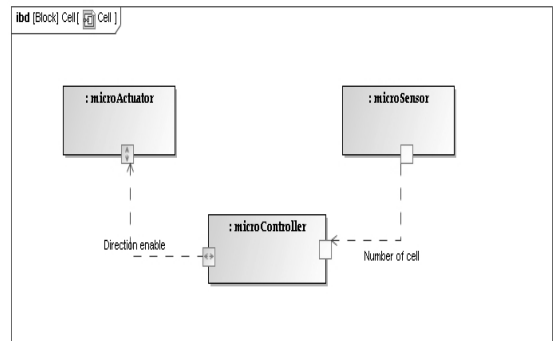 ibd [Block] Cell [ Cell ]
: microActuator
: microSensor
: microController
Direction enable
Number of cell